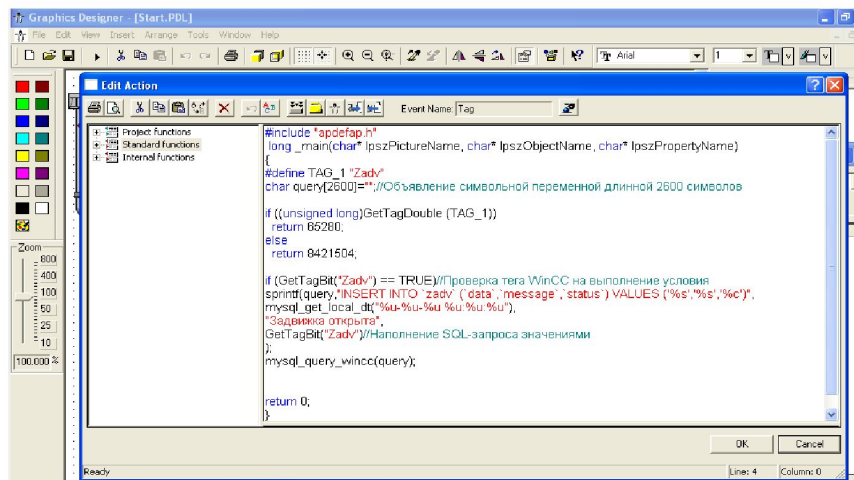 Graphics Designer - [Start.PDL]
File Edit View Insert Arrange Tools Window Help
Arial
1
Edit Action
Event Name: Tag
Project functions
Standard functions
Internal functions
#include "apdefap.h"
long _main(char* lpszPictureName, char* lpszObjectName, char* lpszPropertyName)
{
#define TAG_1 "Zadv"
char query[2600]="";//Объявление символьной переменной длинной 2600 символов
if ((unsigned long)GetTagDouble (TAG_1))
return 65280;
else
return 8421504;
if (GetTagBit("Zadv") == TRUE)//Проверка тега WinCC на выполнение условия
sprintf(query,"INSERT INTO `zadv` (`data`,`message`,`status`) VALUES ('%s','%s','%c')",
mysql_get_local_dt("%u-%u-%u %u:%u:%u"),
"Задвижка открыта",
GetTagBit("Zadv")//Наполнение SQL-запроса значениями
);
mysql_query_wincc(query);
return 0;
}
Zoom
800
400
100
50
25
10
100.000 %
OK Cancel
Ready
Line: 4 Column: 0